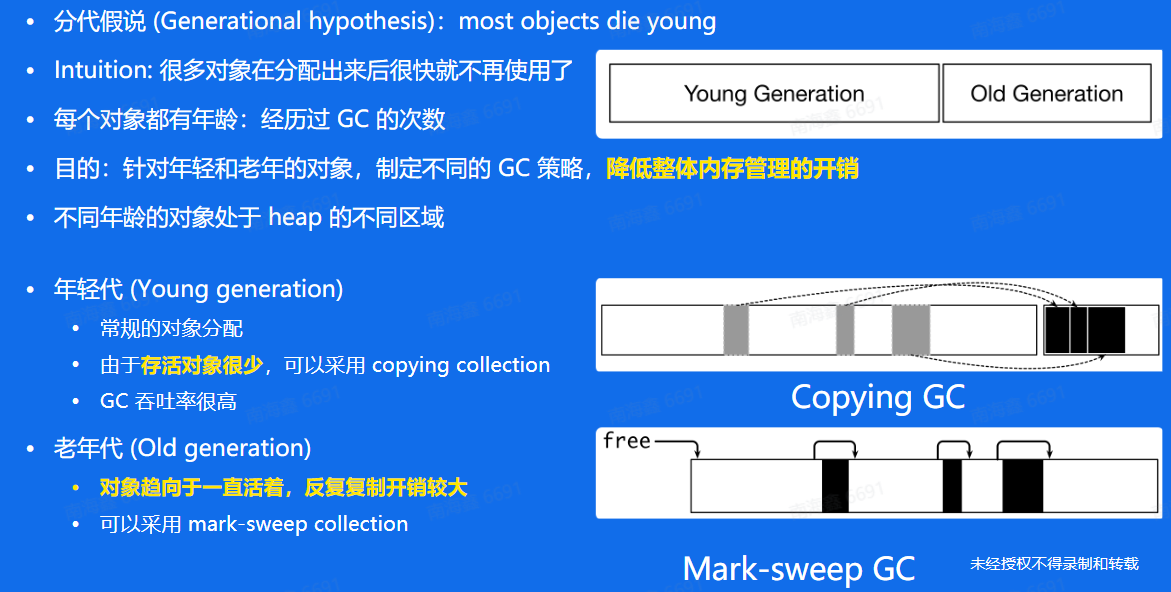 • 分代假说 (Generational hypothesis)：most objects die young
• Intuition: 很多对象在分配出来后很快就不再使用了
• 每个对象都有年龄：经历过 GC 的次数
• 目的：针对年轻和老年的对象，制定不同的 GC 策略，降低整体内存管理的开销
• 不同年龄的对象处于 heap 的不同区域
Young Generation
Old Generation
• 年轻代 (Young generation)
• 常规的对象分配
• 由于存活对象很少，可以采用 copying collection
• GC 吞吐率很高
Copying GC
• 老年代 (Old generation)
• 对象趋向于一直活着，反复复制开销较大
• 可以采用 mark-sweep collection
free
Mark-sweep GC
未经授权不得录制和转载
南海鑫 6691